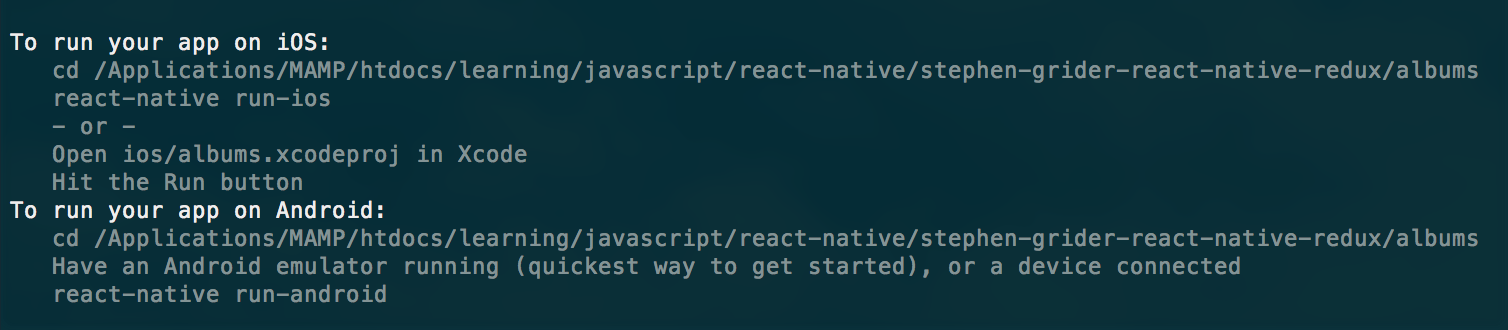 To run your app on iOS:
cd /Applications/MAMP/htdocs/learning/javascript/react-native/stephen-grider-react-native-redux/albums
react-native run-ios
- or -
Open ios/albums.xcodeproj in Xcode
Hit the Run button
To run your app on Android:
cd /Applications/MAMP/htdocs/learning/javascript/react-native/stephen-grider-react-native-redux/albums
Have an Android emulator running (quickest way to get started), or a device connected
react-native run-android